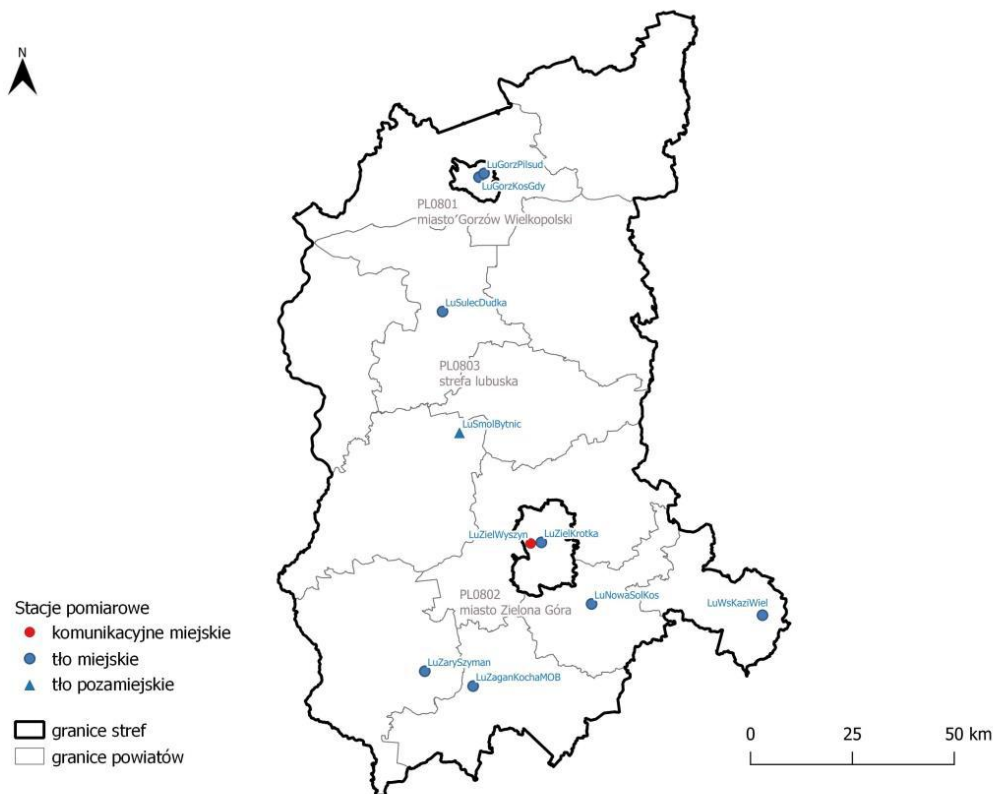 N
LuGorzPilsud
LuGorzKosGdy
PL0801
miasto Gorzów Wielkopolski
LuSulecDudka
PL0803
strefa lubuska
LuSmolBytnic
LuZielWyszyn
LuZielKrotka
PL0802
miasto Zielona Góra
LuNowaSolKos
LuWsKaziWiel
LuZarySzyman
LuZaganKochaMOB
Stacje pomiarowe
komunikacyjne miejskie
tło miejskie
tło pozamiejskie
granice stref
granice powiatów
0 25 50 km